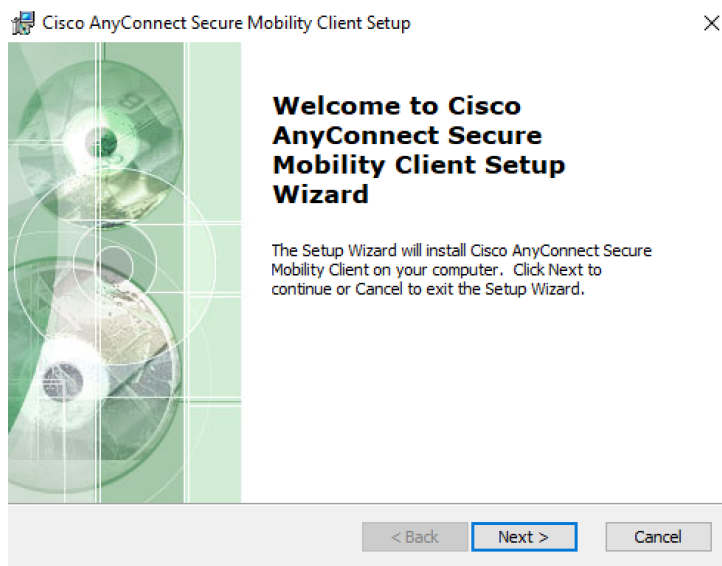 Cisco AnyConnect Secure Mobility Client Setup
Welcome to Cisco
AnyConnect Secure
Mobility Client Setup
Wizard
The Setup Wizard will install Cisco AnyConnect Secure
Mobility Client on your computer.  Click Next to
continue or Cancel to exit the Setup Wizard.
< Back
Next >
Cancel